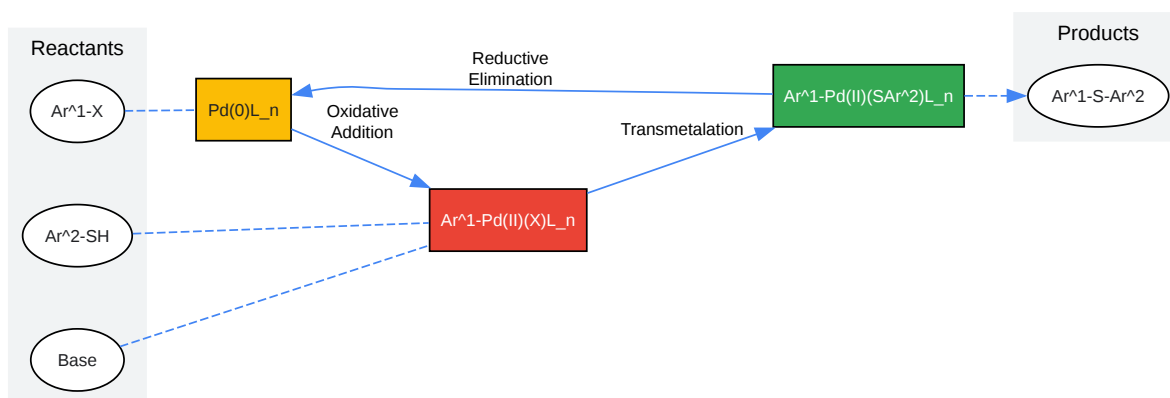 Reactants
Products
Reductive
Elimination
Ar^1-X
Pd(0)L_n
Oxidative
Addition
Ar^1-Pd(II)(SAr^2)L_n
Ar^1-S-Ar^2
Transmetalation
Ar^2-SH
Ar^1-Pd(II)(X)L_n
Base